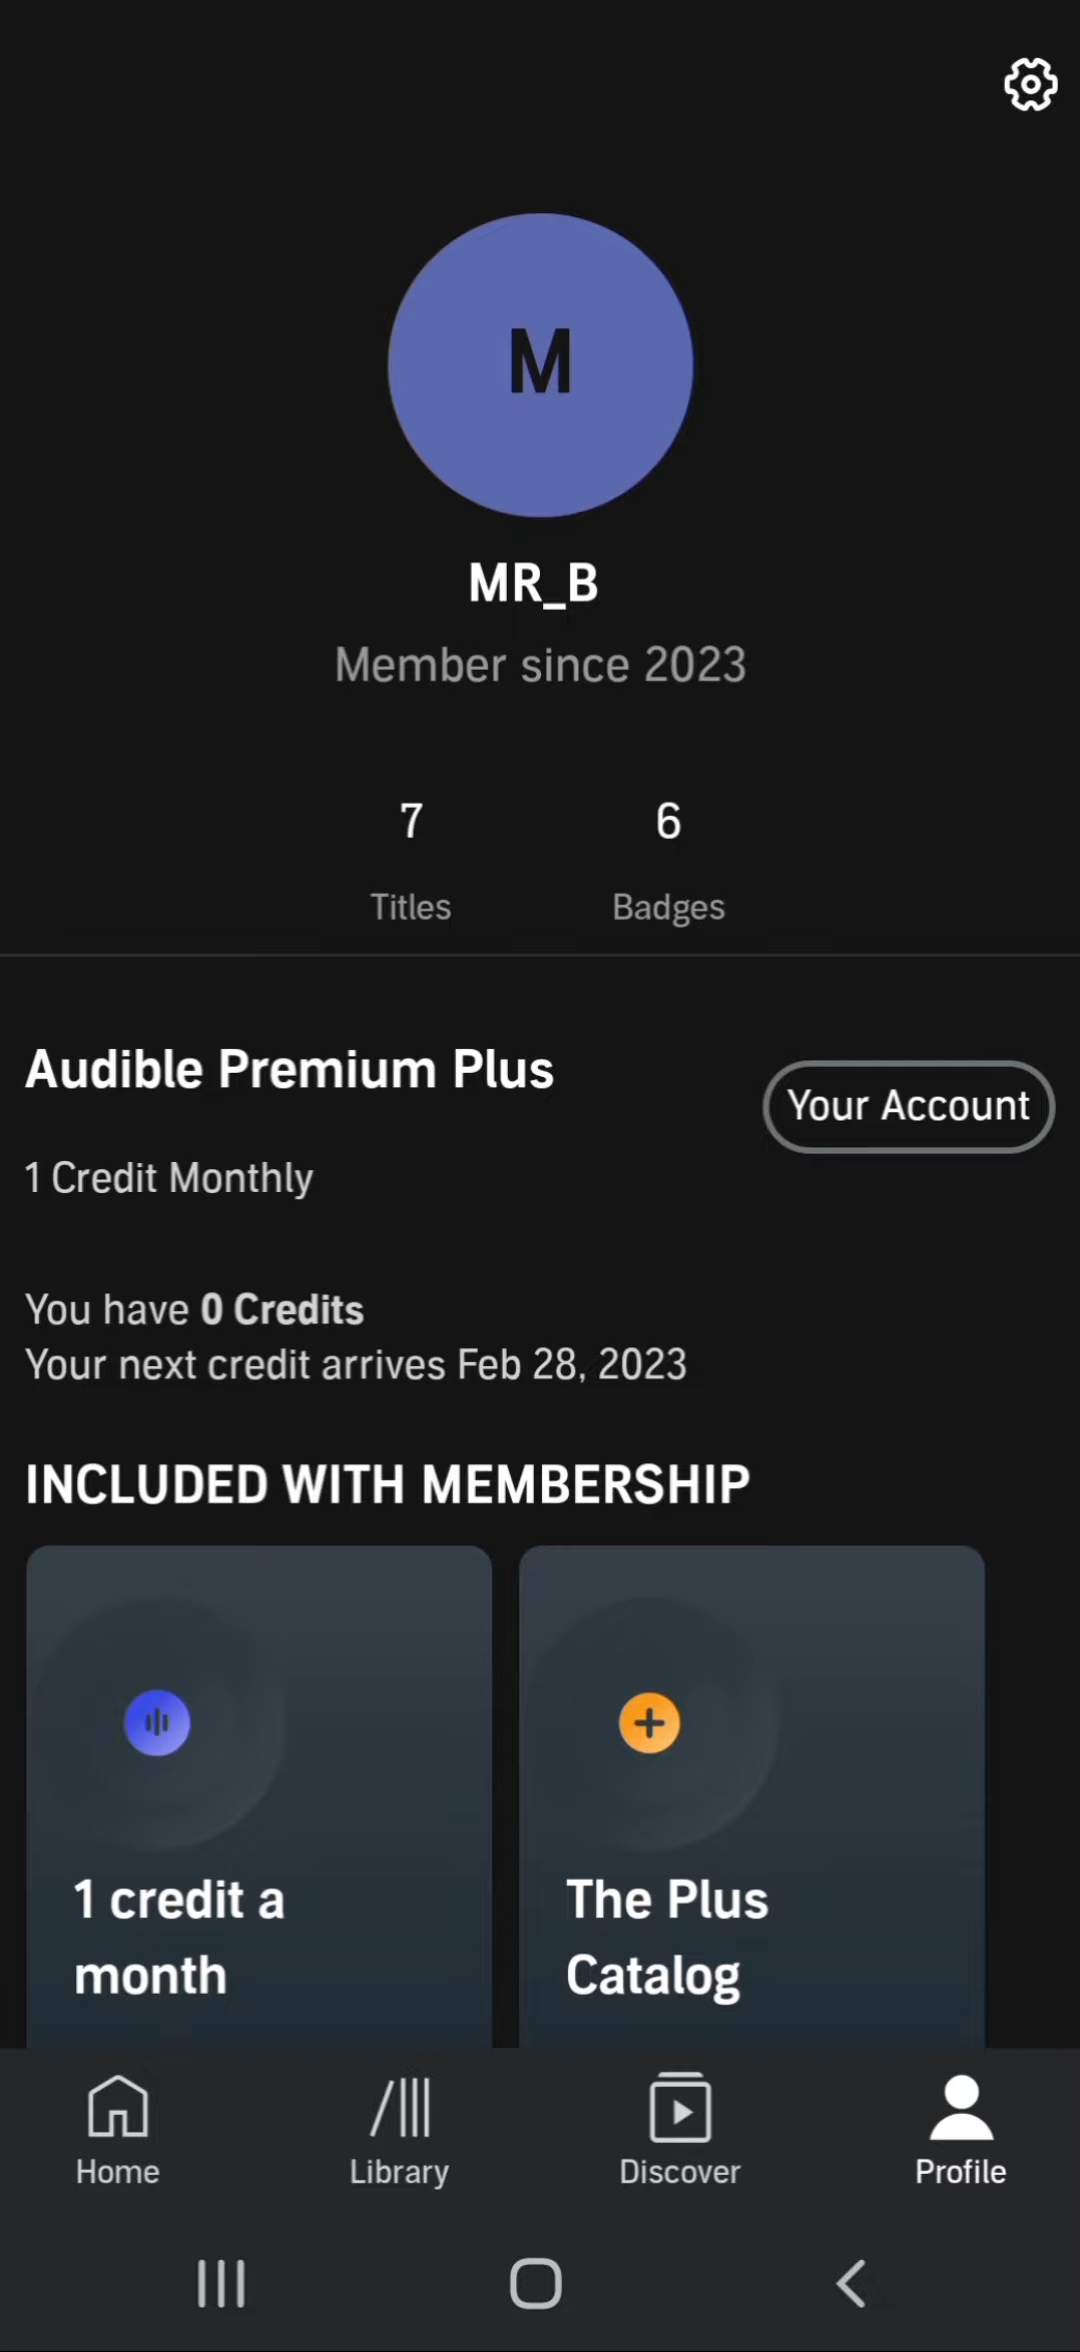 M
MR_B
Member since 2023
7 6
Titles Badges
Audible Premium Plus
Your Account
1 Credit Monthly
You have 0 Credits
Your next credit arrives Feb 28, 2023
INCLUDED WITH MEMBERSHIP
1 credit a
month
The Plus
Catalog
Home Library Discover Profile